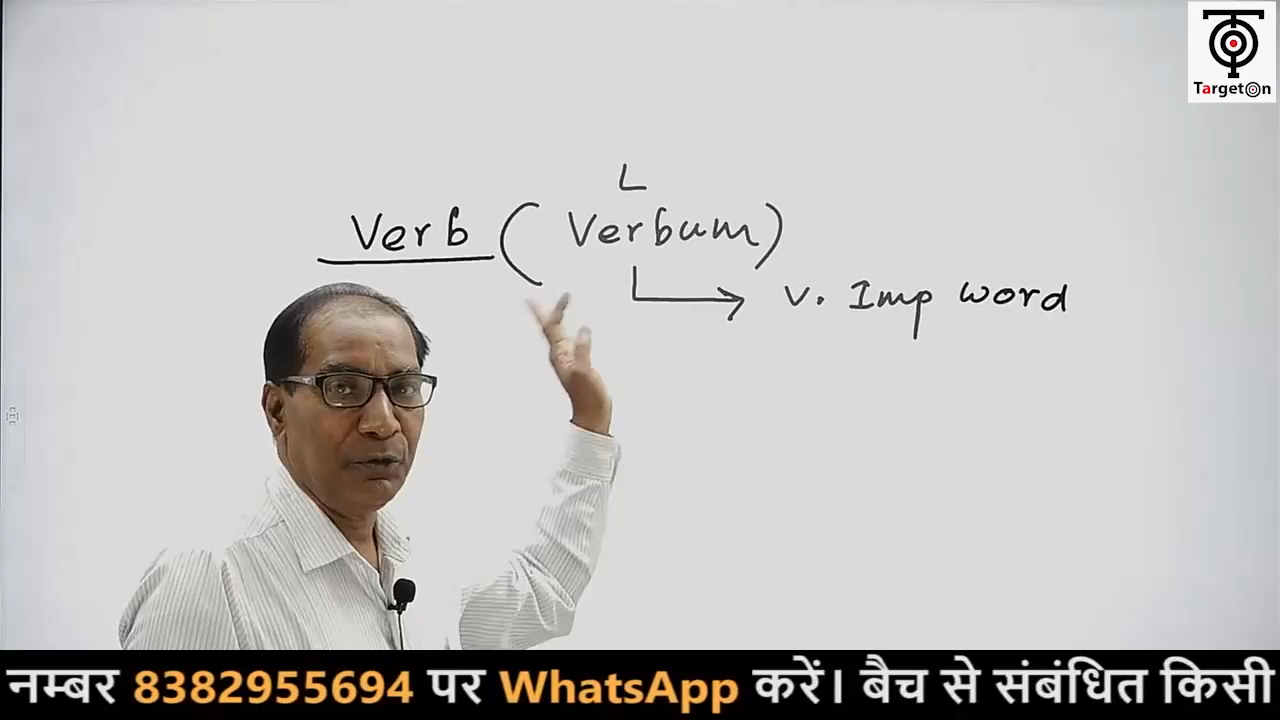 TargetOn
L
Verb (Verbum)
v. Imp word
नम्बर 8382955694 पर WhatsApp करें। बैच से संबंधित किसी